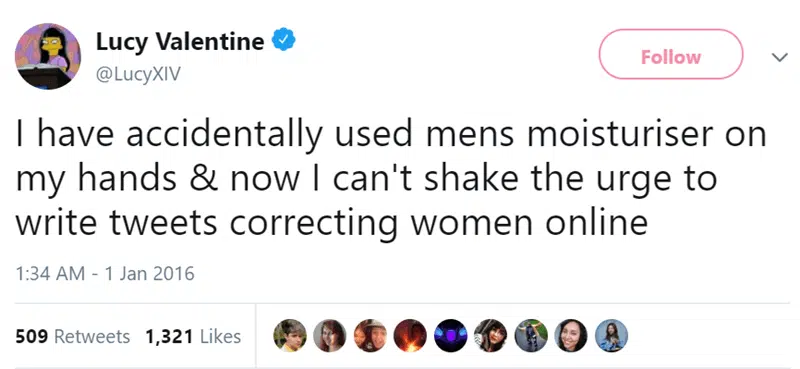 Lucy Valentine
@LucyXIV
Follow
I have accidentally used mens moisturiser on
my hands & now I can't shake the urge to
write tweets correcting women online
1:34 AM - 1 Jan 2016
509 Retweets 1,321 Likes